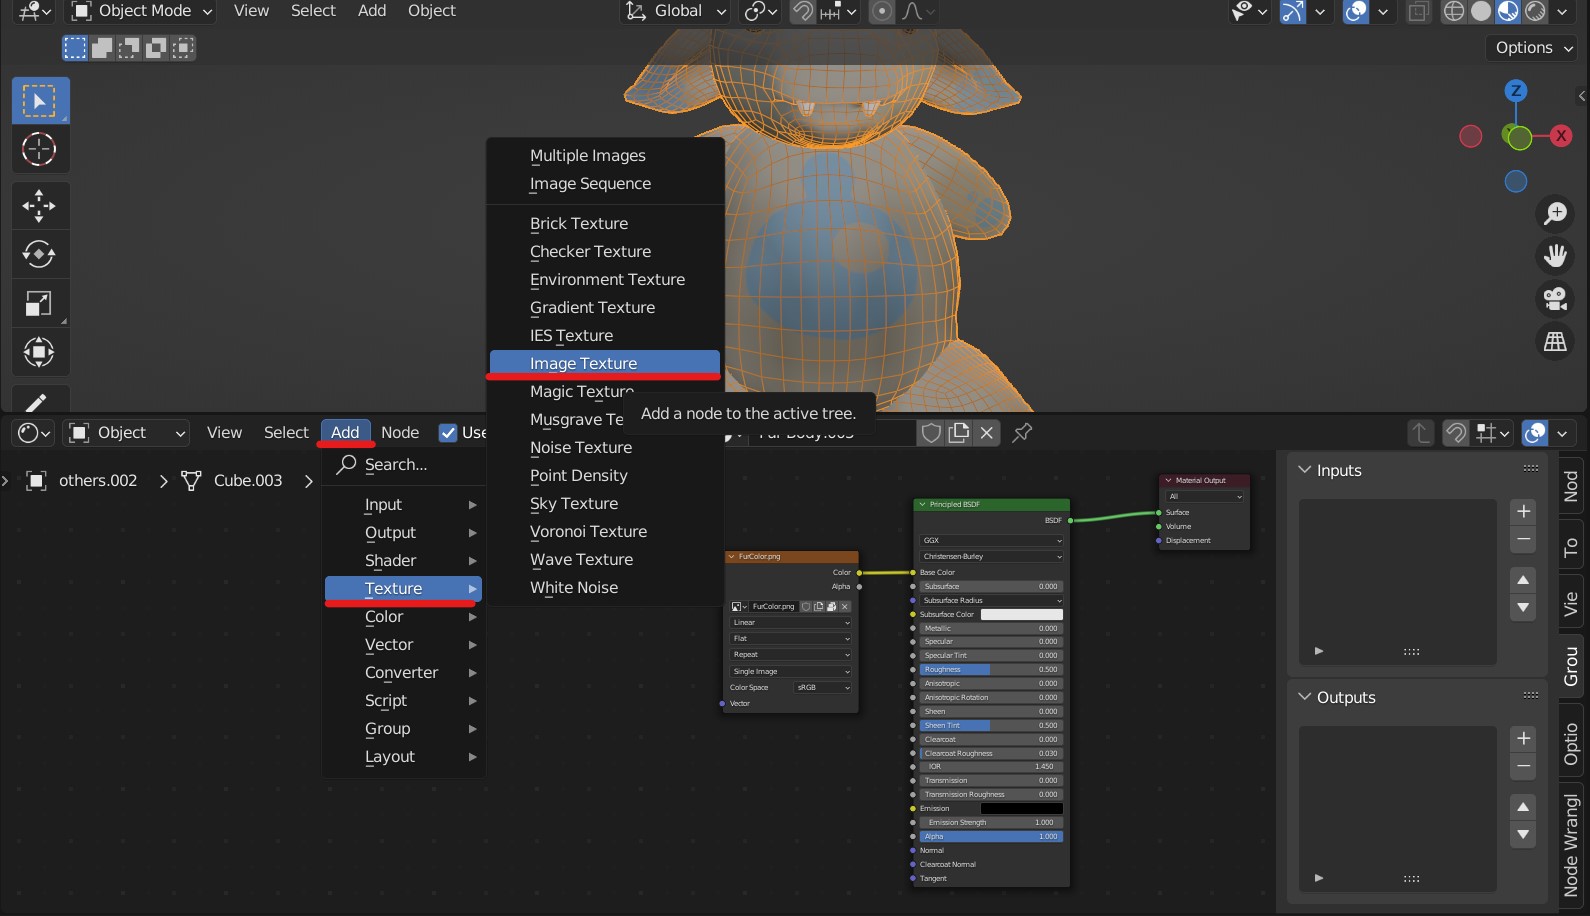 Object Mode View Select Add Object Global
Options
Z
X
Multiple Images
Image Sequence
Brick Texture
Checker Texture
Environment Texture
Gradient Texture
IES Texture
Image Texture
Magic Texture
Musgrave Te
Add a node to the active tree.
Noise Texture
Point Density
Sky Texture
Voronoi Texture
Wave Texture
White Noise
Object View Select Add Node Use
Fur Body.003
others.002 Cube.003
Search...
Input
Output
Shader
Texture
Color
Vector
Converter
Script
Group
Layout
FurColor.png
Color
Alpha
FurColor.png
Linear
Flat
Repeat
Single Image
Color Space sRGB
Vector
Principled BSDF
BSDF
GGX
Christensen-Burley
Base Color
Subsurface 0.000
Subsurface Radius
Subsurface Color
Metallic 0.000
Specular 0.000
Specular Tint 0.000
Roughness 0.500
Anisotropic 0.000
Anisotropic Rotation 0.000
Sheen 0.000
Sheen Tint 0.500
Clearcoat 0.000
Clearcoat Roughness 0.030
IOR 1.450
Transmission 0.000
Transmission Roughness 0.000
Emission
Emission Strength 1.000
Alpha 1.000
Normal
Clearcoat Normal
Tangent
Material Output
All
Surface
Volume
Displacement
Inputs
Outputs
Nod
To
Vie
Grou
Optio
Node Wrangl